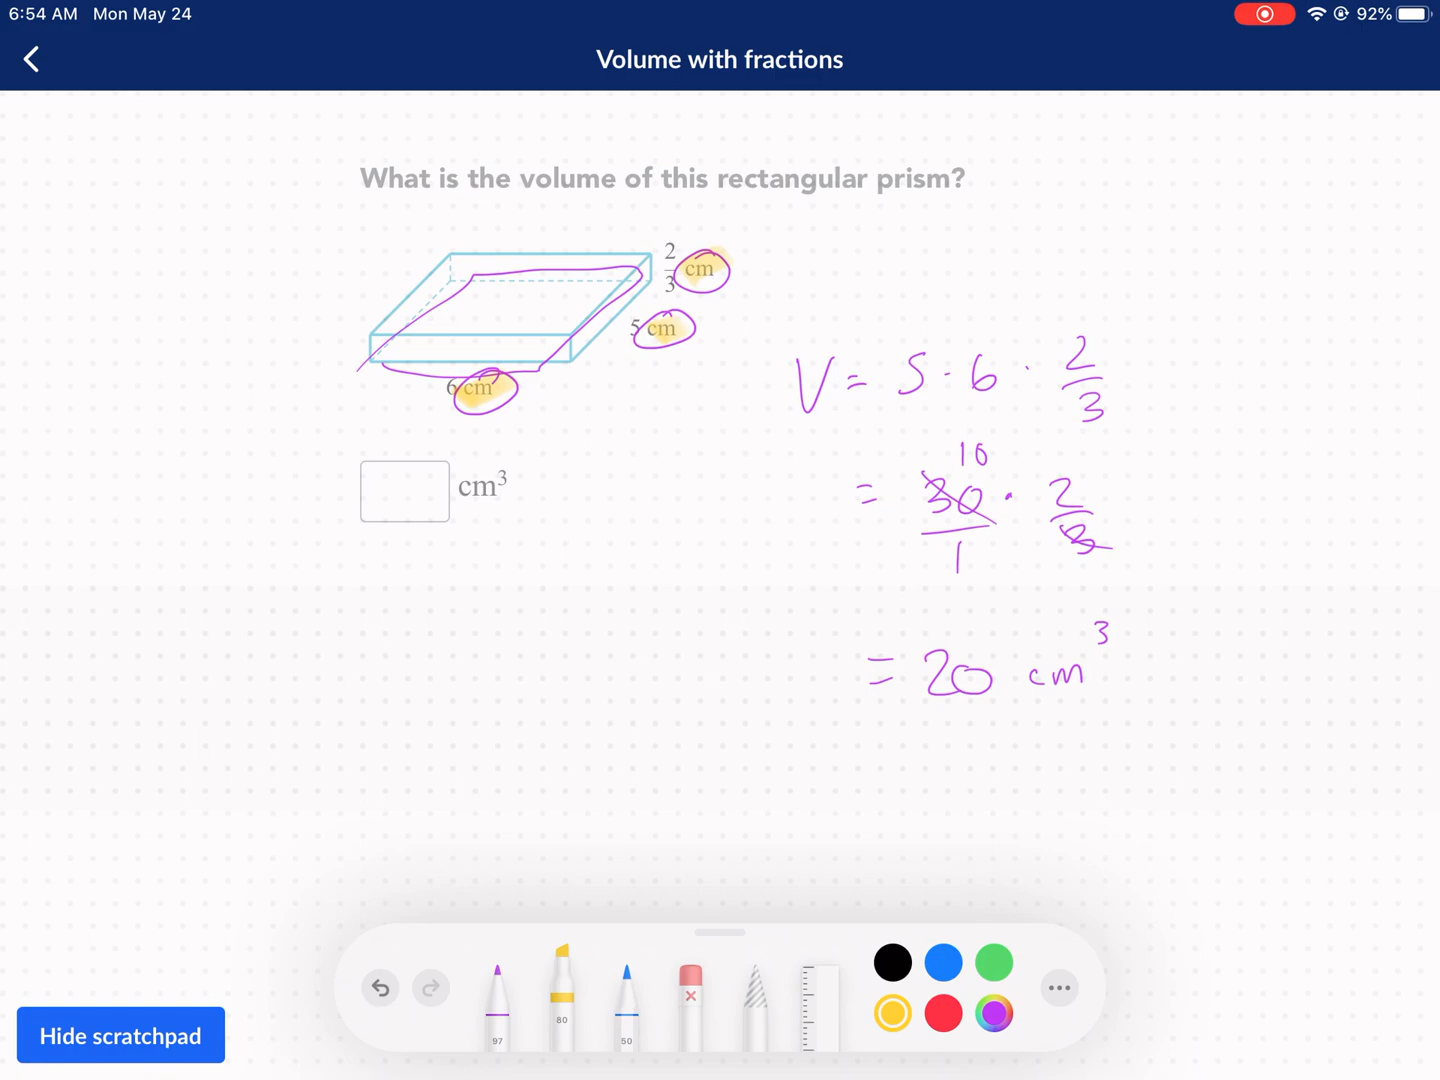 6:54 AM Mon May 24
92%
Volume with fractions
What is the volume of this rectangular prism?
2/3 cm
5 cm
6 cm
cm³
V = 5 · 6 · 2/3
10
= 30/1 · 2/3
= 20 cm³
97
80
50
Hide scratchpad